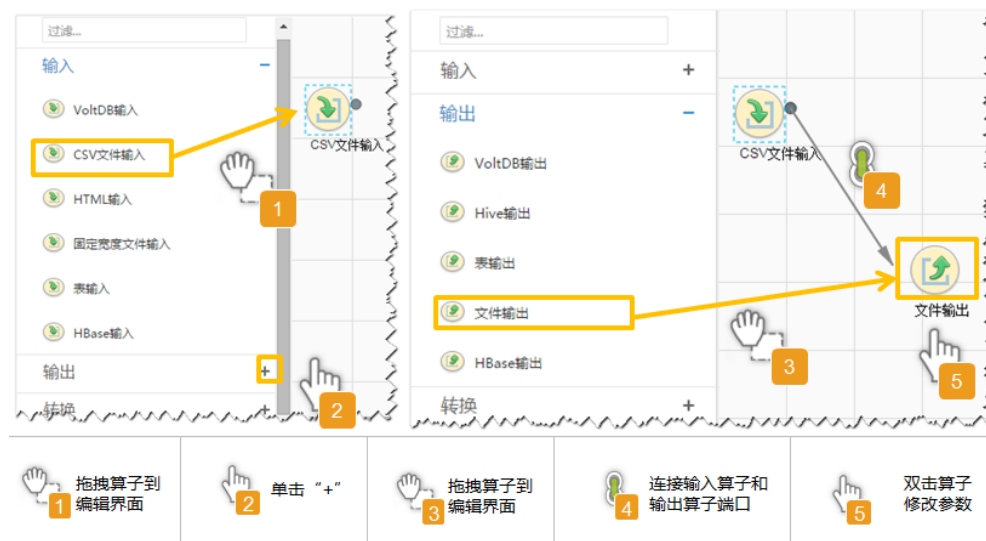 过滤...
输入 −
VoltDB输入
CSV文件输入
HTML输入
固定宽度文件输入
表输入
HBase输入
输出 +
转换 +
CSV文件输入
1
2
过滤...
输入 +
输出 −
VoltDB输出
Hive输出
表输出
文件输出
HBase输出
转换 +
CSV文件输入
4
文件输出
3
5
1 拖拽算子到
编辑界面
2 单击“+”
3 拖拽算子到
编辑界面
4 连接输入算子和
输出算子端口
5 双击算子
修改参数